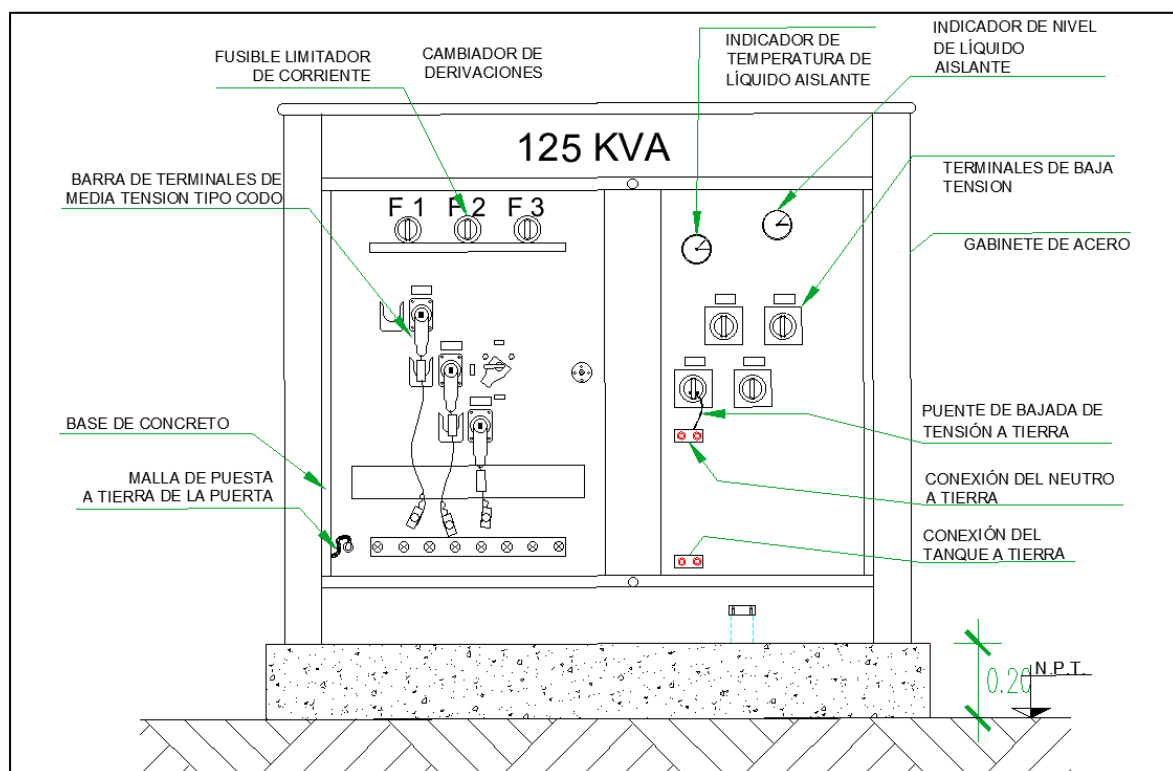 FUSIBLE LIMITADOR
DE CORRIENTE
CAMBIADOR DE
DERIVACIONES
INDICADOR DE
TEMPERATURA DE
LÍQUIDO AISLANTE
INDICADOR DE NIVEL
DE LÍQUIDO
AISLANTE
125 KVA
BARRA DE TERMINALES DE
MEDIA TENSION TIPO CODO
F 1 F 2 F 3
TERMINALES DE BAJA
TENSION
GABINETE DE ACERO
BASE DE CONCRETO
MALLA DE PUESTA
A TIERRA DE LA PUERTA
PUENTE DE BAJADA DE
TENSIÓN A TIERRA
CONEXIÓN DEL NEUTRO
A TIERRA
CONEXIÓN DEL
TANQUE A TIERRA
0.20
N.P.T.